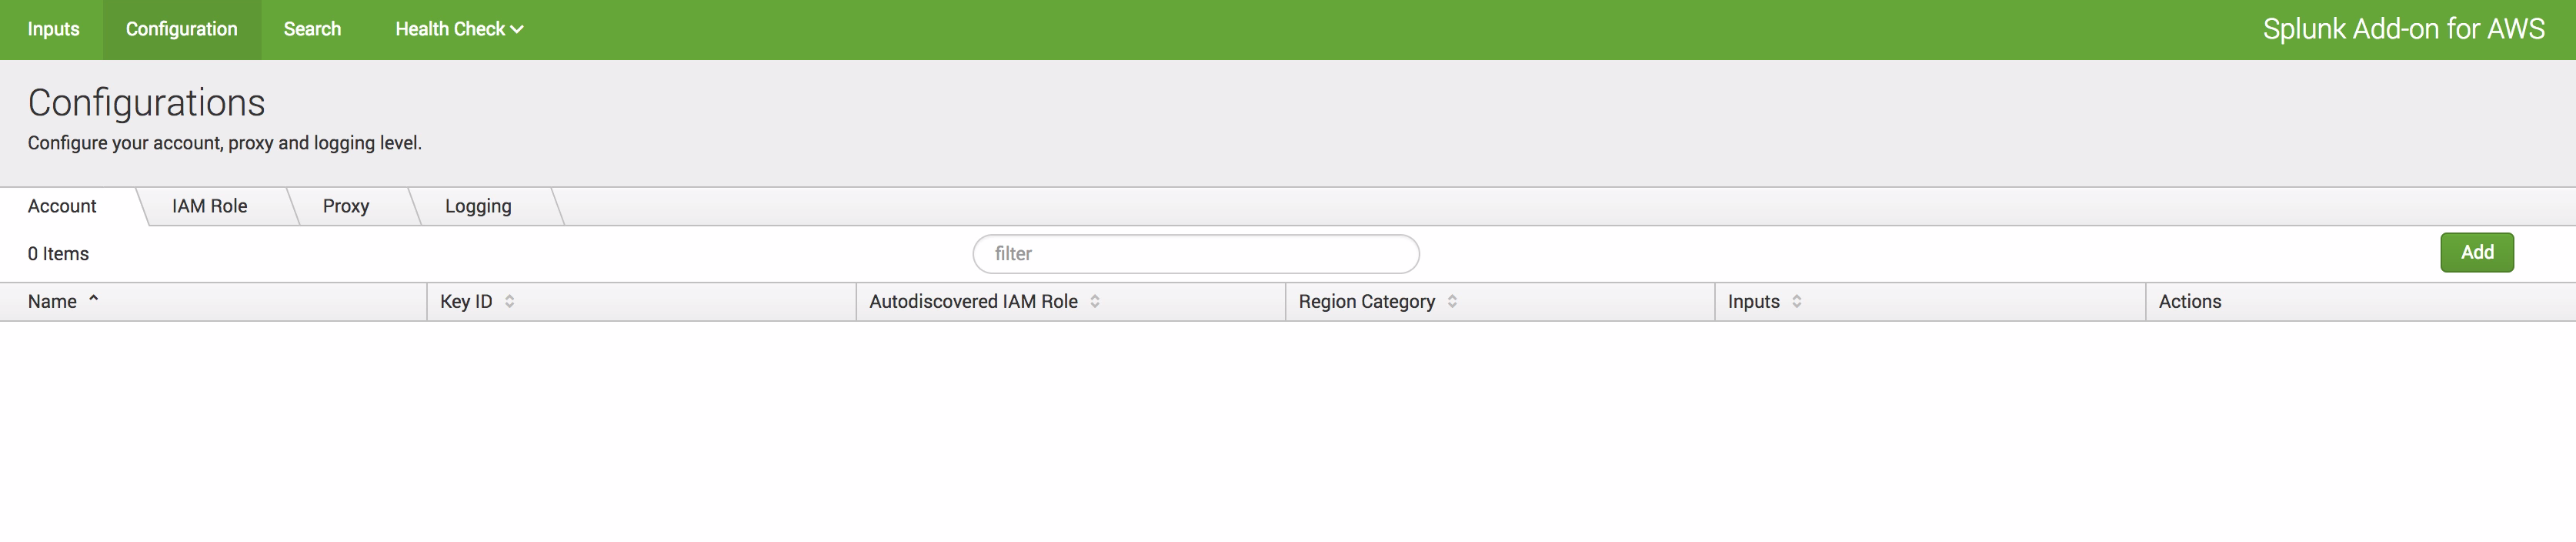 Inputs Configuration Search Health Check Splunk Add-on for AWS
Configurations
Configure your account, proxy and logging level.
Account IAM Role Proxy Logging
0 Items filter Add
Name Key ID Autodiscovered IAM Role Region Category Inputs Actions